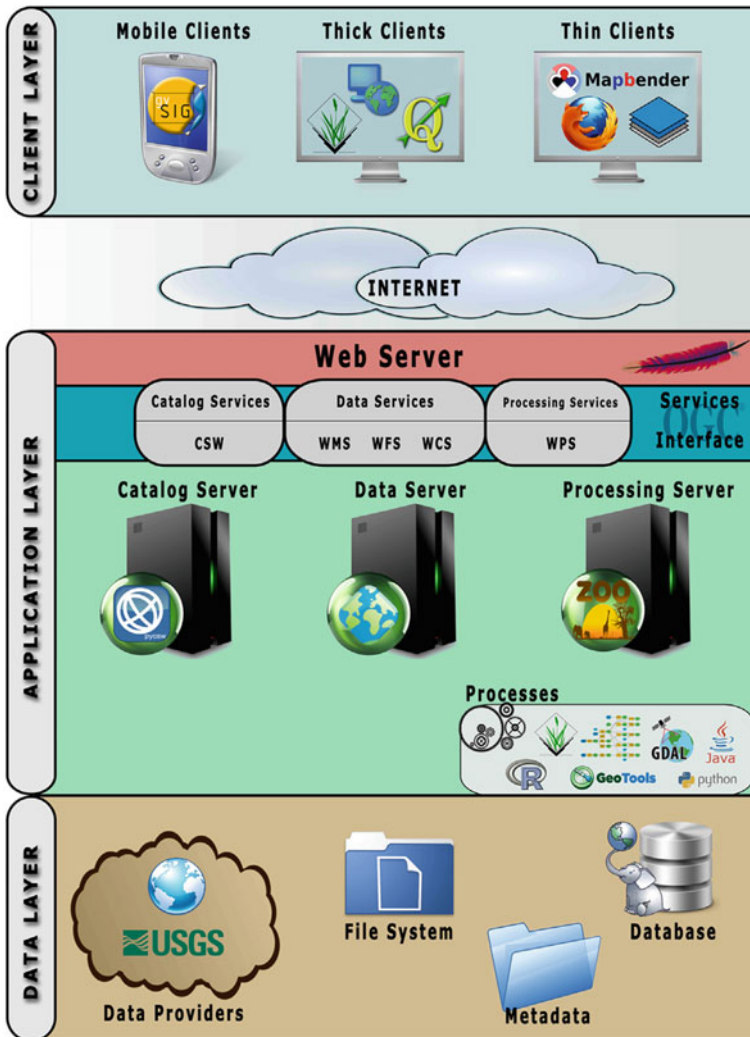 CLIENT LAYER
Mobile Clients
Thick Clients
Thin Clients
gv
SIG
Q
Mapbender
INTERNET
APPLICATION LAYER
Web Server
Catalog Services
Data Services
Processing Services
Services
OGC
Interface
CSW
WMS WFS WCS
WPS
Catalog Server
Data Server
Processing Server
pycsw
ZOO
Processes
GDAL
Java
R
GeoTools
python
DATA LAYER
USGS
Data Providers
File System
Metadata
Database